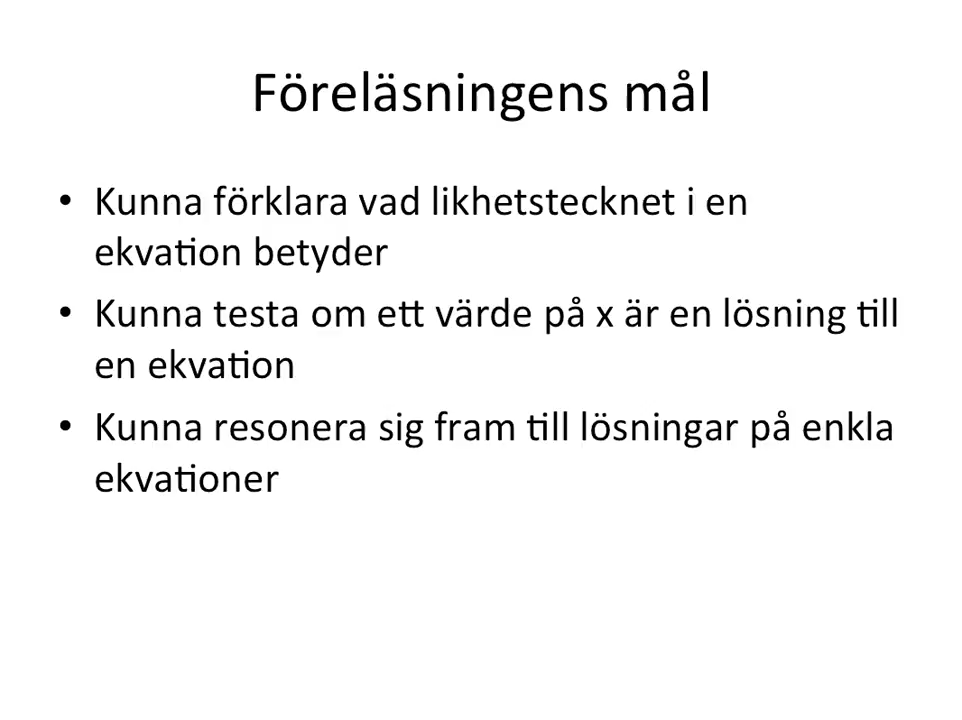 Föreläsningens mål
• Kunna förklara vad likhetstecknet i en
ekvation betyder
• Kunna testa om ett värde på x är en lösning till
en ekvation
• Kunna resonera sig fram till lösningar på enkla
ekvationer